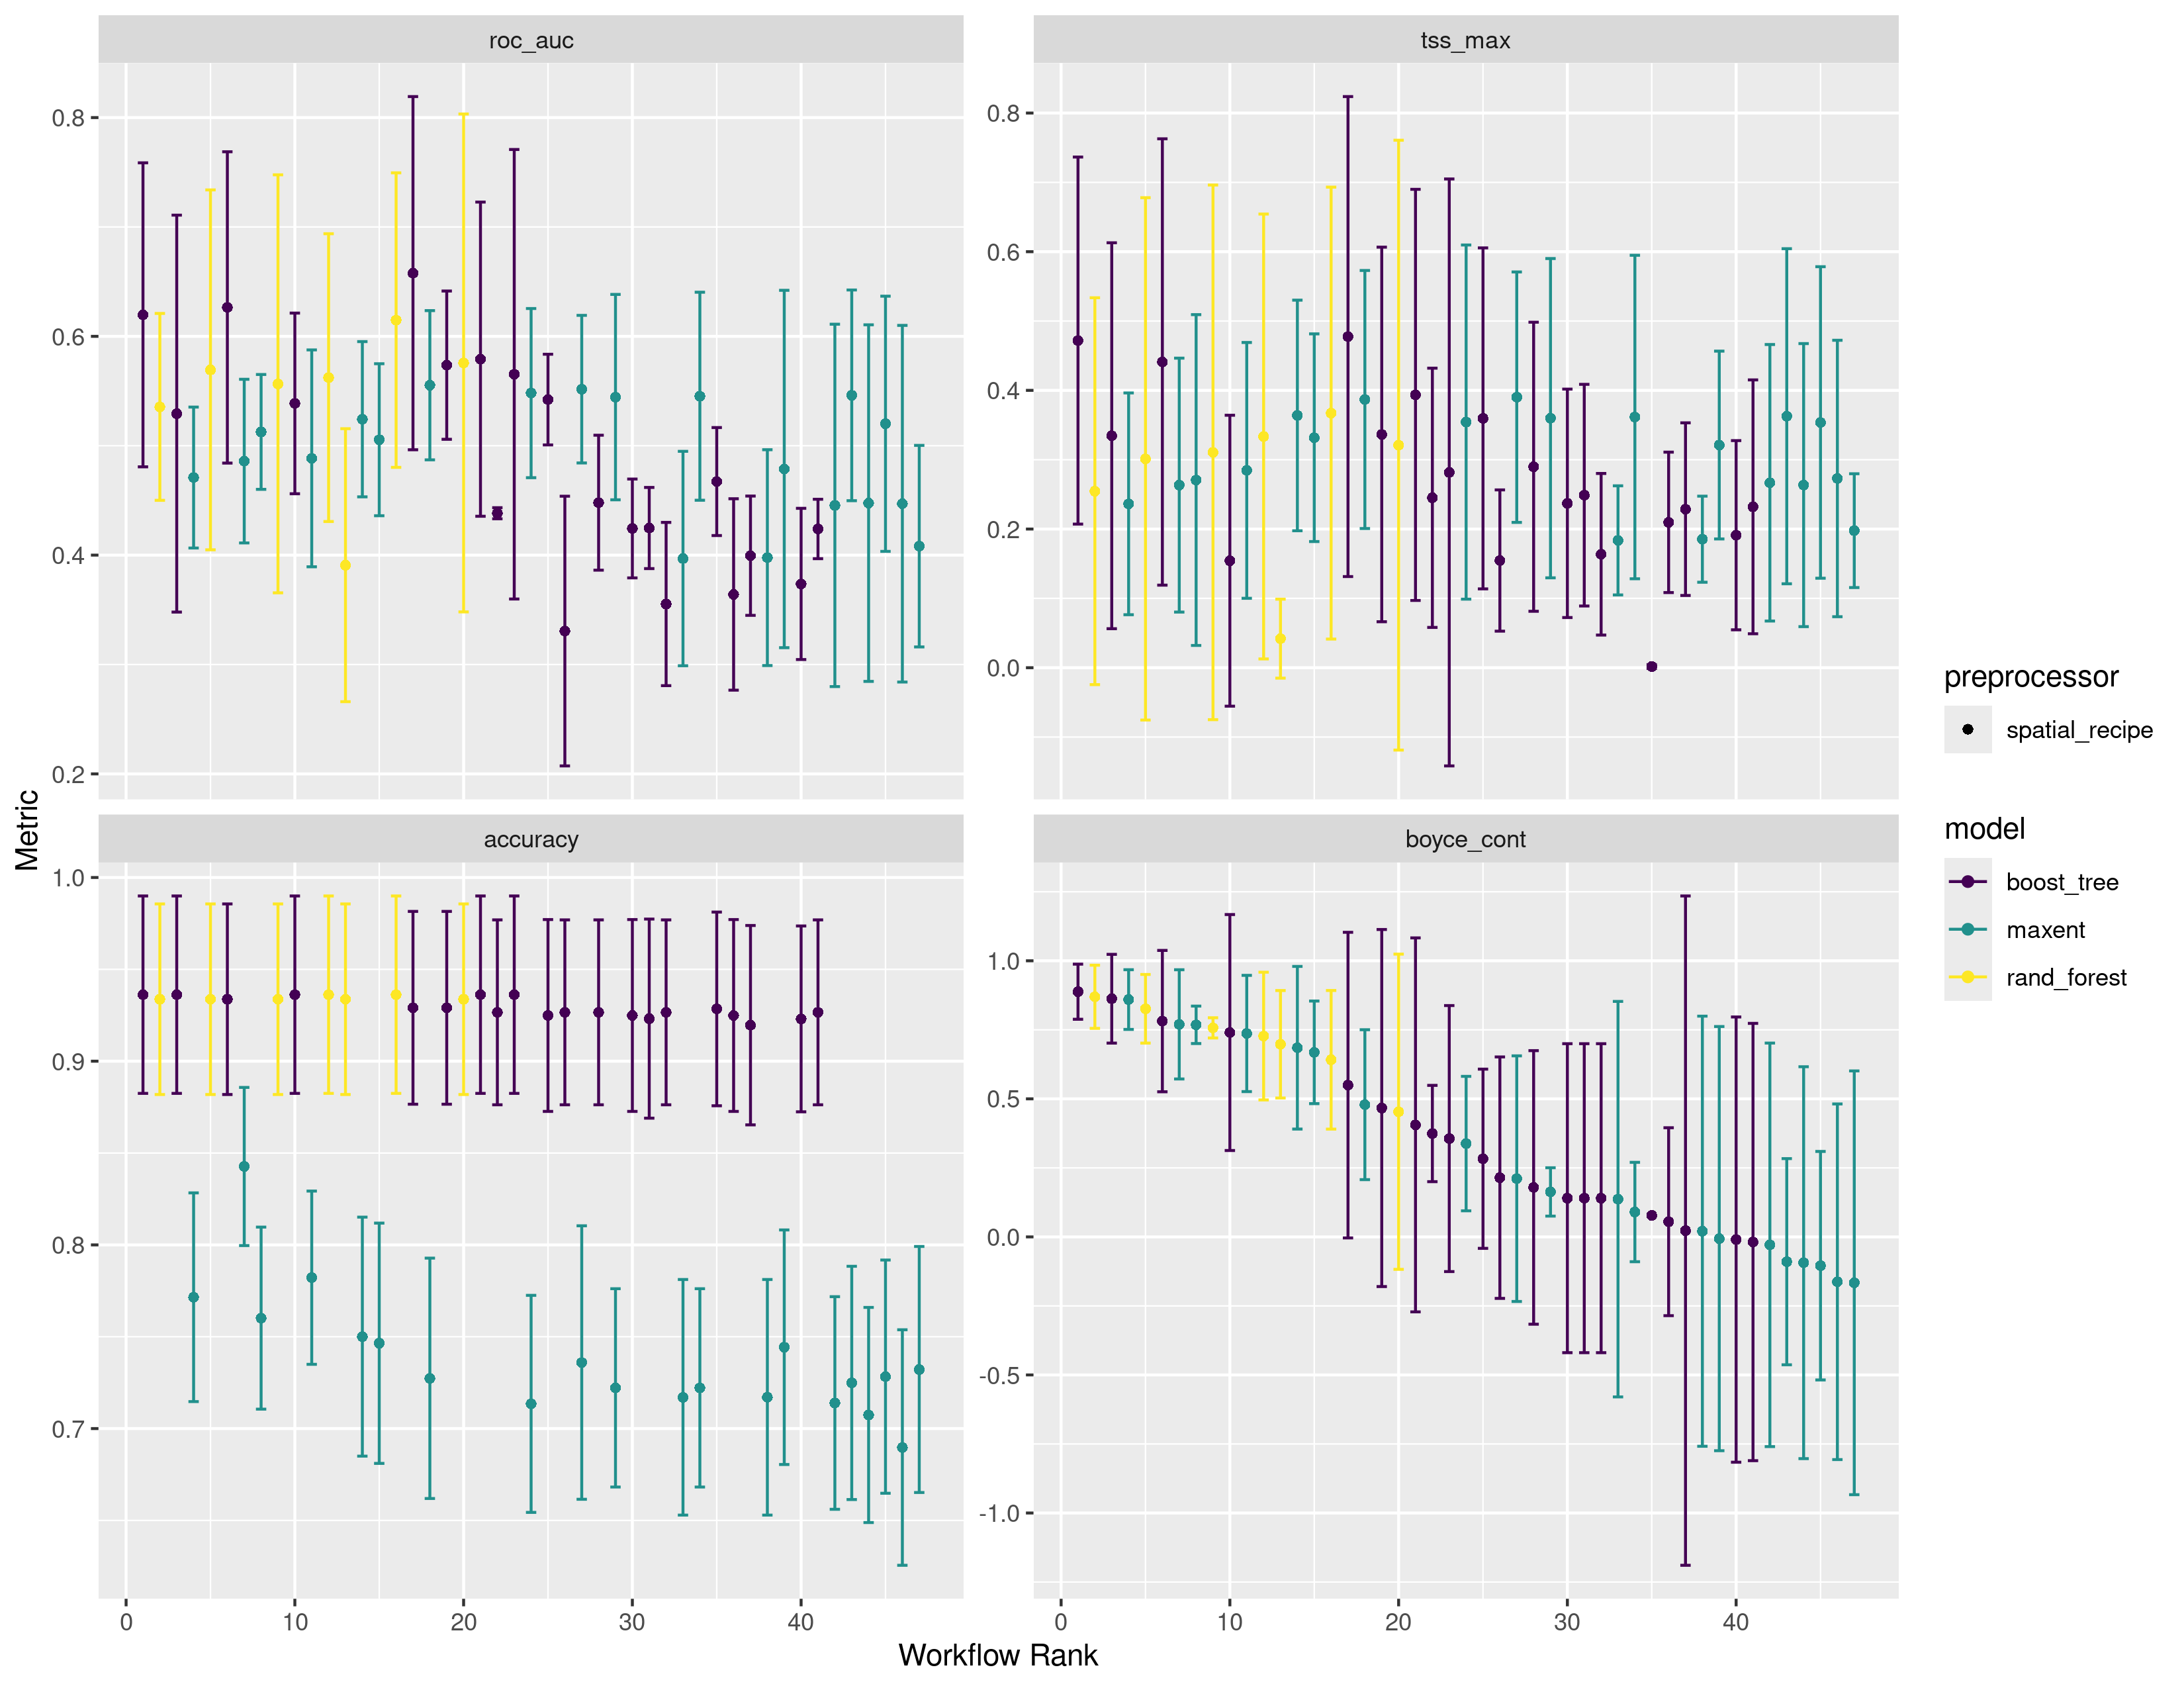 roc_auc
tss_max
0.8
0.6
0.4
0.2
0.8
0.6
0.4
0.2
0.0
accuracy
boyce_cont
1.0
0.9
0.8
0.7
1.0
0.5
0.0
-0.5
-1.0
0 10 20 30 40
0 10 20 30 40
Metric
Workflow Rank
preprocessor
spatial_recipe
model
boost_tree
maxent
rand_forest